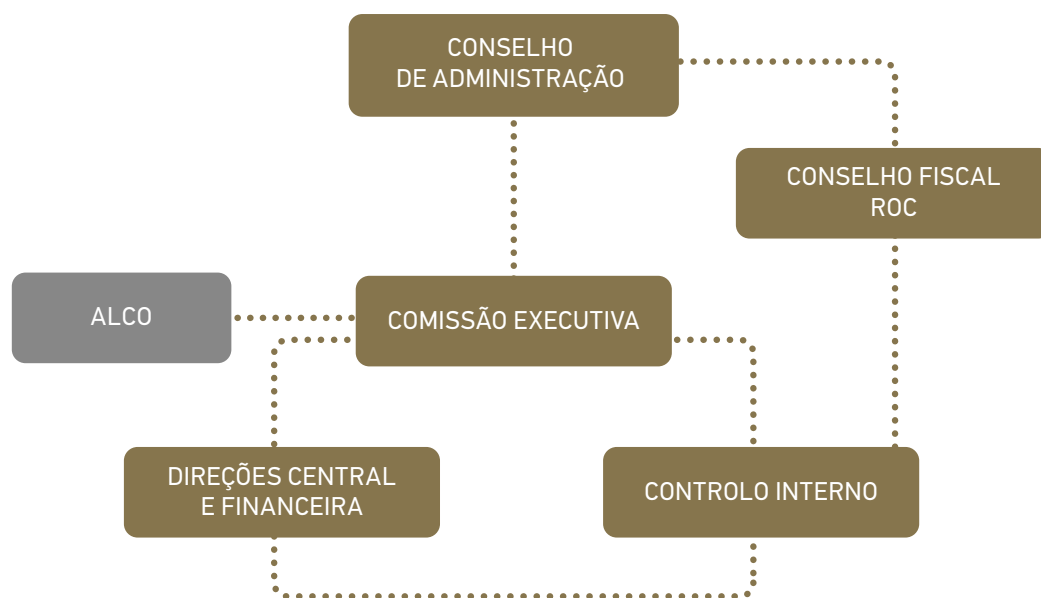 CONSELHO
DE ADMINISTRAÇÃO
CONSELHO FISCAL
ROC
ALCO
COMISSÃO EXECUTIVA
DIREÇÕES CENTRAL
E FINANCEIRA
CONTROLO INTERNO